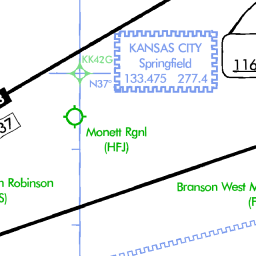 KANSAS CITY
Springfield
133.475 277.4
KK42G
N37°
116
37
Monett Rgnl
(HFJ)
Robinson
Branson West